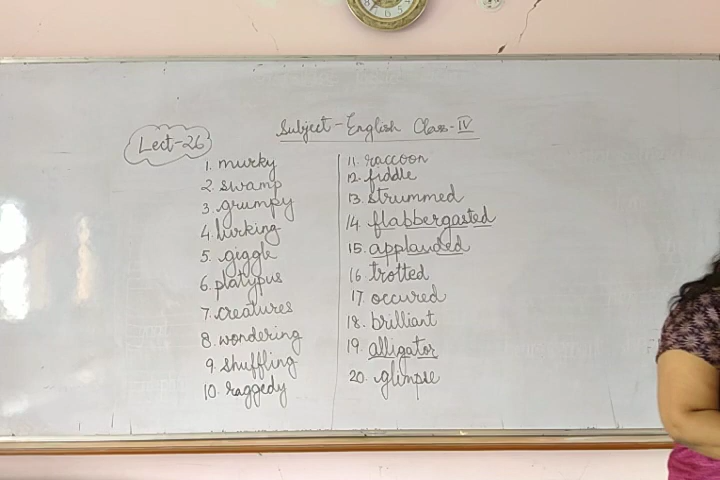 Lect-26
Subject-English Class-IV
1. murky
2. swamp
3. grumpy
4. lurking
5. giggle
6. platypus
7. creatures
8. wondering
9. shuffling
10. raggedy
11. raccoon
12. fiddle
13. strummed
14. flabbergasted
15. applauded
16. trotted
17. occured
18. brilliant
19. alligator
20. glimpse